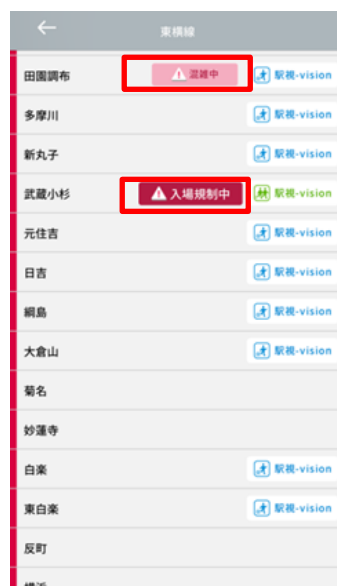 東横線
田園調布 混雑中 駅視-vision
多摩川 駅視-vision
新丸子 駅視-vision
武蔵小杉 入場規制中 駅視-vision
元住吉 駅視-vision
日吉 駅視-vision
綱島 駅視-vision
大倉山 駅視-vision
菊名
妙蓮寺
白楽 駅視-vision
東白楽 駅視-vision
反町